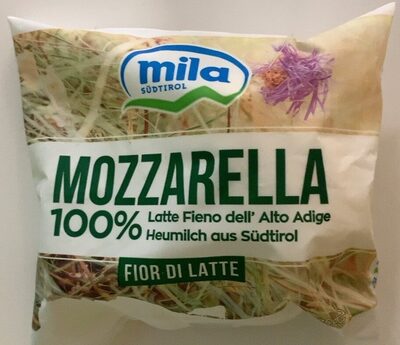 mila
SÜDTIROL
MOZZARELLA
100% Latte Fieno dell' Alto Adige
Heumilch aus Südtirol
FIOR DI LATTE